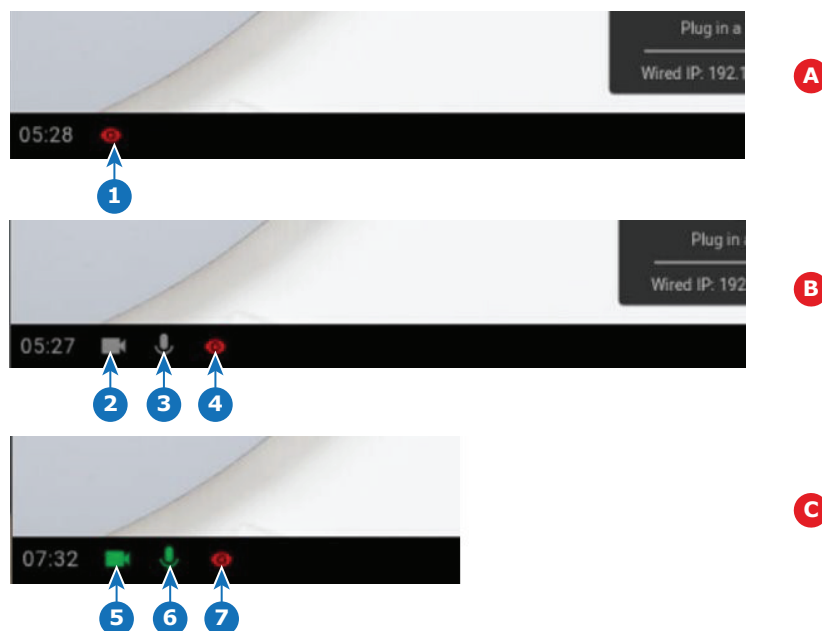 Plug in a
A
Wired IP: 192.1
05:28
1
Plug in
B
Wired IP: 192
05:27
2 3 4
C
07:32
5 6 7